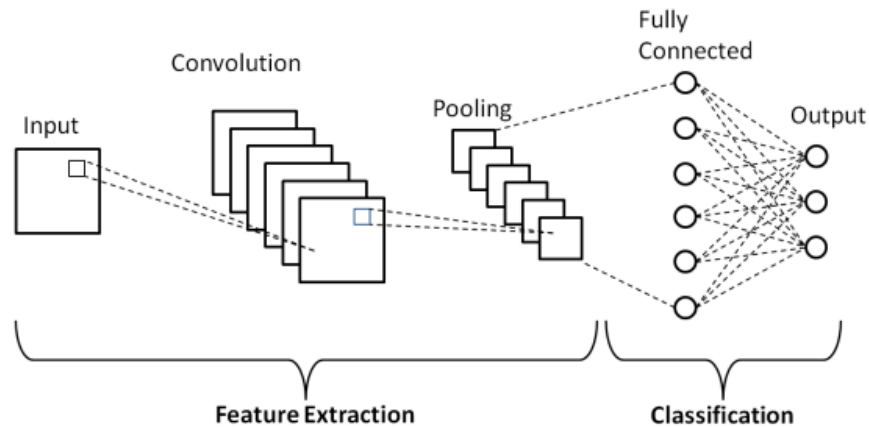 Fully
Connected
Convolution
Pooling
Output
Input
Feature Extraction
Classification